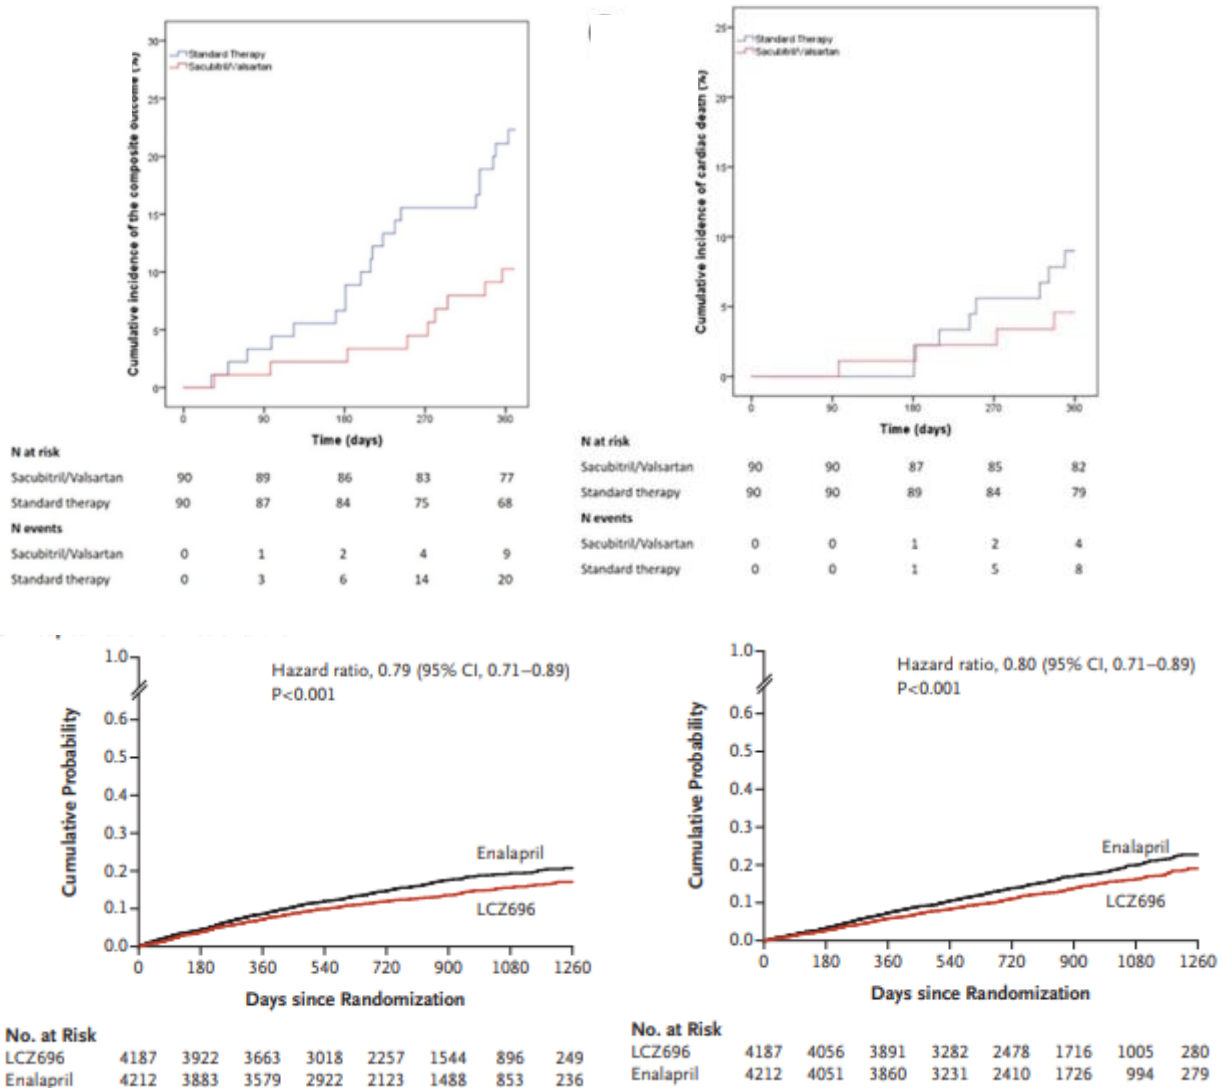 Cumulative incidence of the composite outcome (%)
30
25
20
15
10
5
0
Standard Therapy
Sacubitril/Valsartan
0 90 180 270 360
Time (days)
N at risk
Sacubitril/Valsartan 90 89 86 83 77
Standard therapy 90 87 84 75 68
N events
Sacubitril/Valsartan 0 1 2 4 9
Standard therapy 0 3 6 14 20
Cumulative incidence of cardiac death (%)
25
20
15
10
5
0
Standard Therapy
Sacubitril/Valsartan
0 90 180 270 360
Time (days)
N at risk
Sacubitril/Valsartan 90 90 87 85 82
Standard therapy 90 90 89 84 79
N events
Sacubitril/Valsartan 0 0 1 2 4
Standard therapy 0 0 1 5 8
Cumulative Probability
1.0
0.6
0.5
0.4
0.3
0.2
0.1
0.0
Hazard ratio, 0.79 (95% CI, 0.71–0.89)
P<0.001
Enalapril
LCZ696
0 180 360 540 720 900 1080 1260
Days since Randomization
No. at Risk
LCZ696 4187 3922 3663 3018 2257 1544 896 249
Enalapril 4212 3883 3579 2922 2123 1488 853 236
Cumulative Probability
1.0
0.6
0.5
0.4
0.3
0.2
0.1
0.0
Hazard ratio, 0.80 (95% CI, 0.71–0.89)
P<0.001
Enalapril
LCZ696
0 180 360 540 720 900 1080 1260
Days since Randomization
No. at Risk
LCZ696 4187 4056 3891 3282 2478 1716 1005 280
Enalapril 4212 4051 3860 3231 2410 1726 994 279